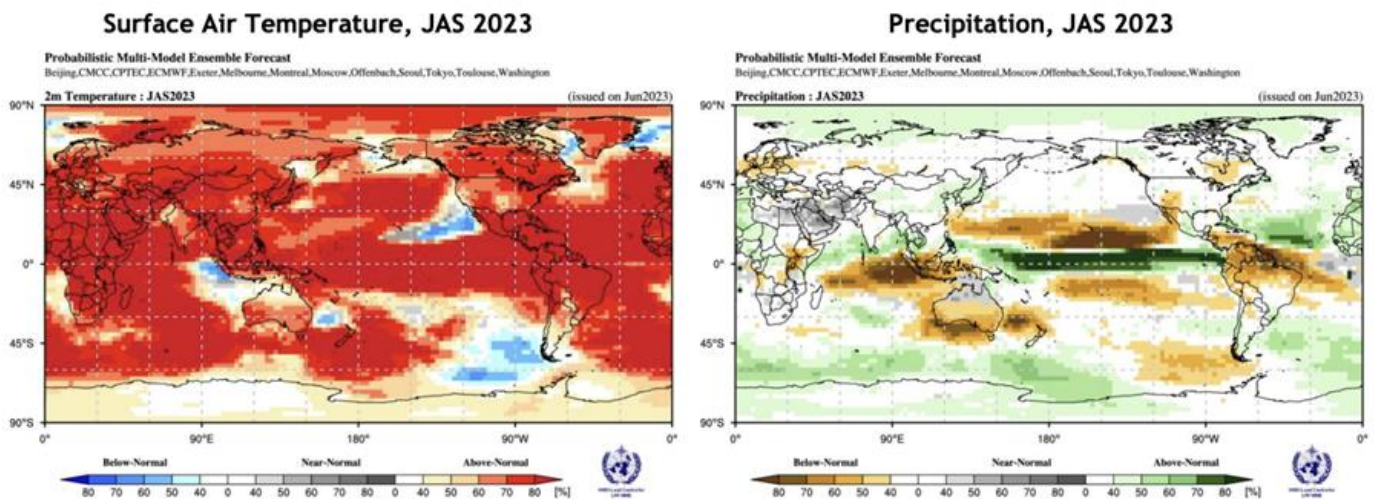 Surface Air Temperature, JAS 2023
Probabilistic Multi-Model Ensemble Forecast
Beijing,CMCC,CPTEC,ECMWF,Exeter,Melbourne,Montreal,Moscow,Offenbach,Seoul,Tokyo,Toulouse,Washington
2m Temperature : JAS2023 (issued on Jun2023)
90°N
45°N
0°
45°S
90°S
0° 90°E 180° 90°W 0°
Below-Normal Near-Normal Above-Normal
80 70 60 50 40 0 40 50 60 70 80 0 40 50 60 70 80 [%]
Precipitation, JAS 2023
Probabilistic Multi-Model Ensemble Forecast
Beijing,CMCC,CPTEC,ECMWF,Exeter,Melbourne,Montreal,Moscow,Offenbach,Seoul,Tokyo,Toulouse,Washington
Precipitation : JAS2023 (issued on Jun2023)
90°N
45°N
0°
45°S
90°S
0° 90°E 180° 90°W 0°
Below-Normal Near-Normal Above-Normal
80 70 60 50 40 0 40 50 60 70 80 0 40 50 60 70 80 [%]